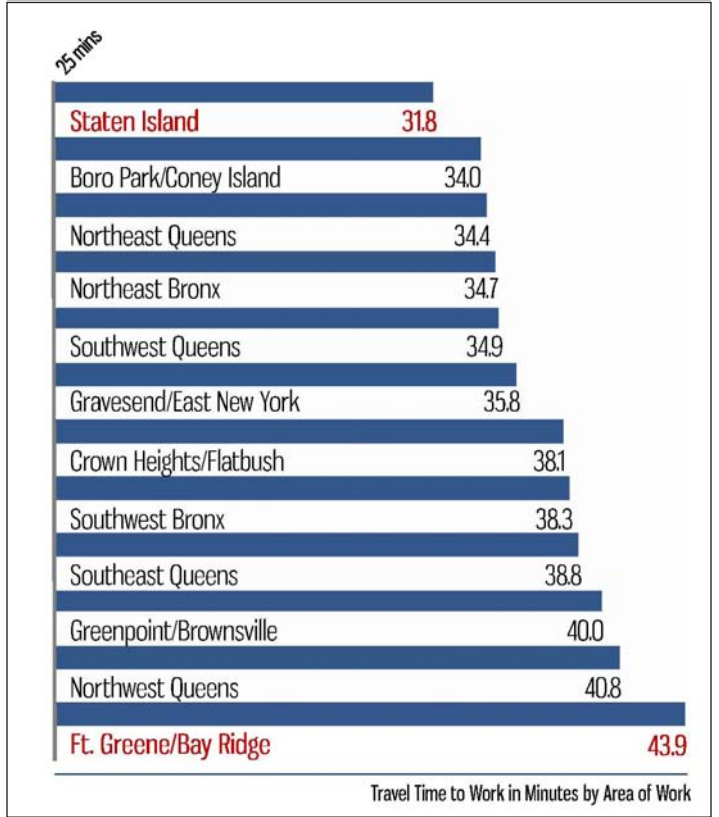 25 mins
Staten Island 31.8
Boro Park/Coney Island 34.0
Northeast Queens 34.4
Northeast Bronx 34.7
Southwest Queens 34.9
Gravesend/East New York 35.8
Crown Heights/Flatbush 38.1
Southwest Bronx 38.3
Southeast Queens 38.8
Greenpoint/Brownsville 40.0
Northwest Queens 40.8
Ft. Greene/Bay Ridge 43.9
Travel Time to Work in Minutes by Area of Work